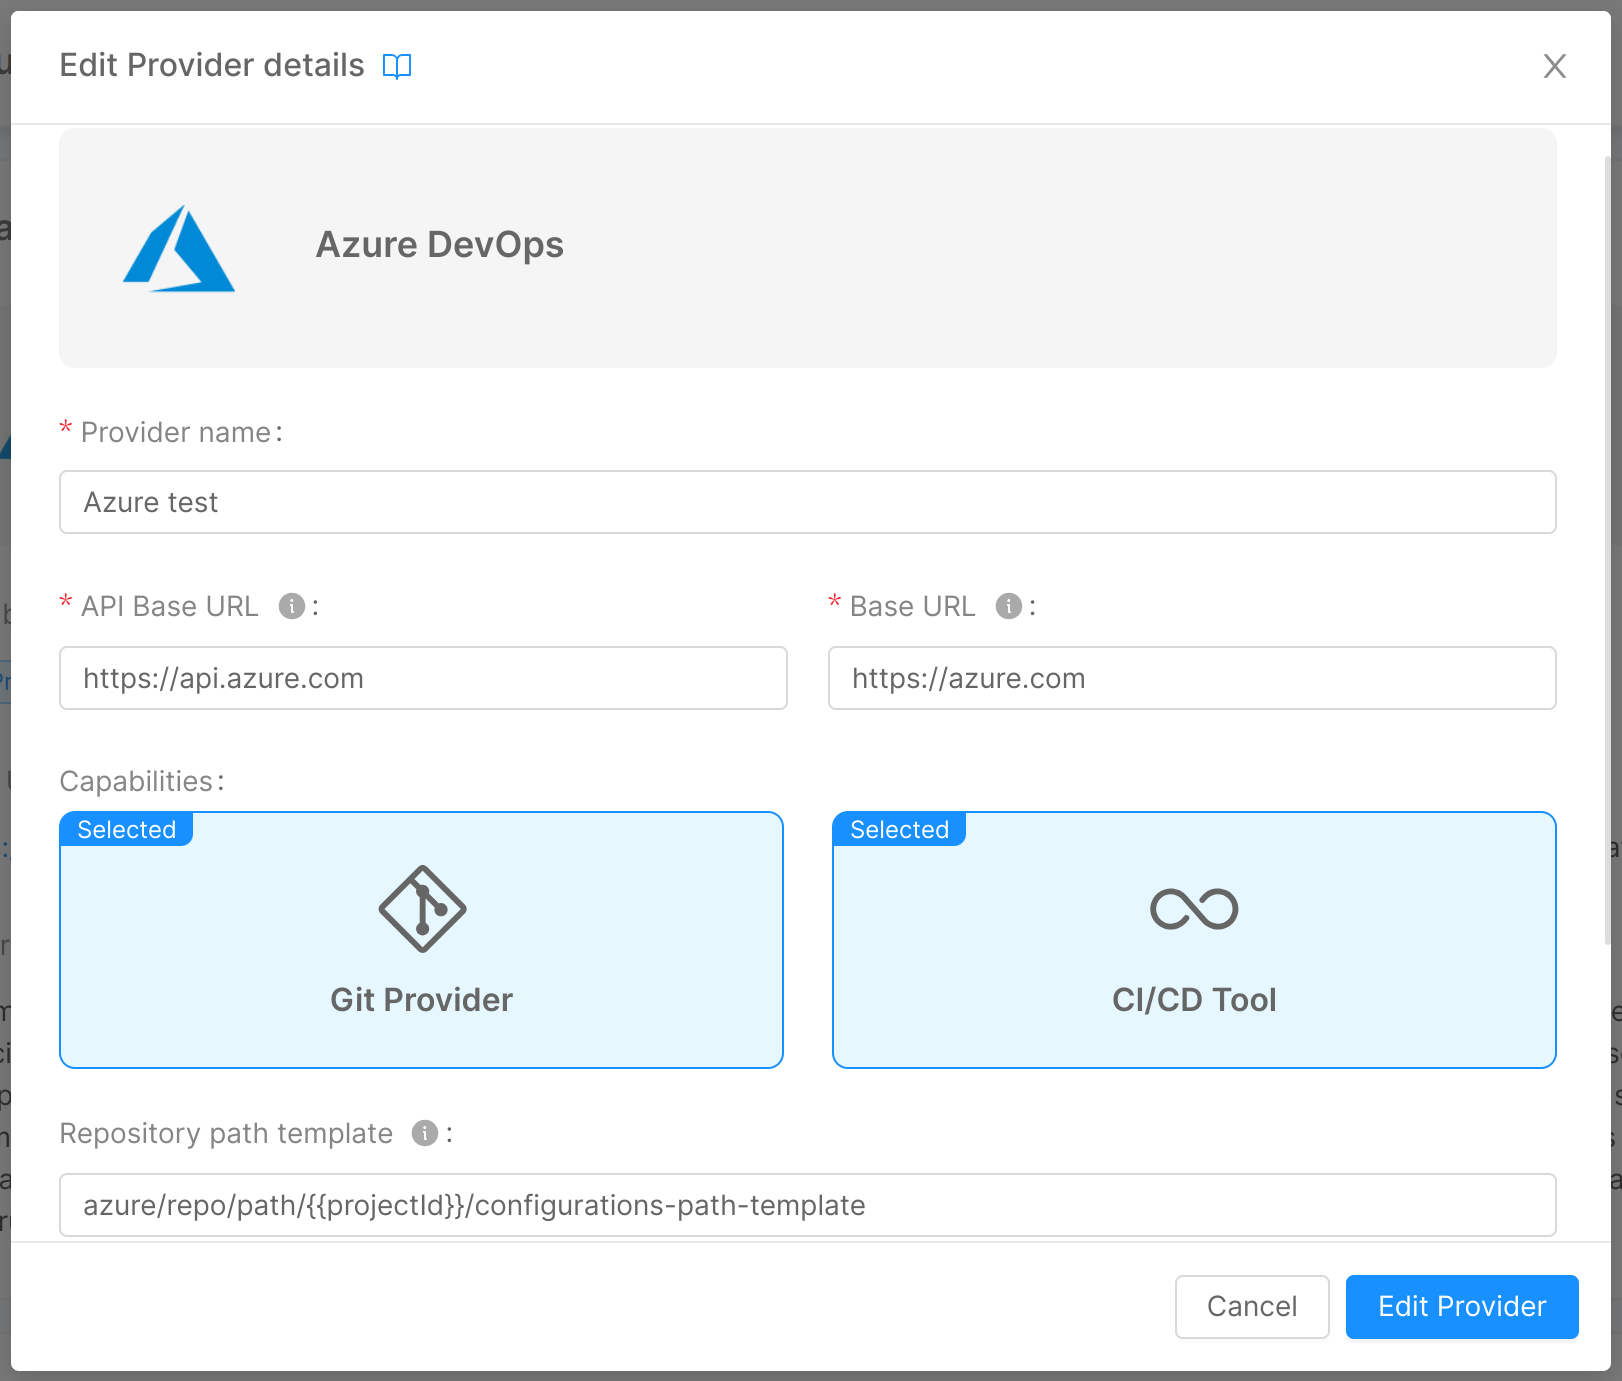 Edit Provider details
Azure DevOps
* Provider name:
Azure test
* API Base URL :
* Base URL :
https://api.azure.com
https://azure.com
Capabilities:
Selected
Selected
Git Provider
CI/CD Tool
Repository path template :
azure/repo/path/{{projectId}}/configurations-path-template
Cancel
Edit Provider